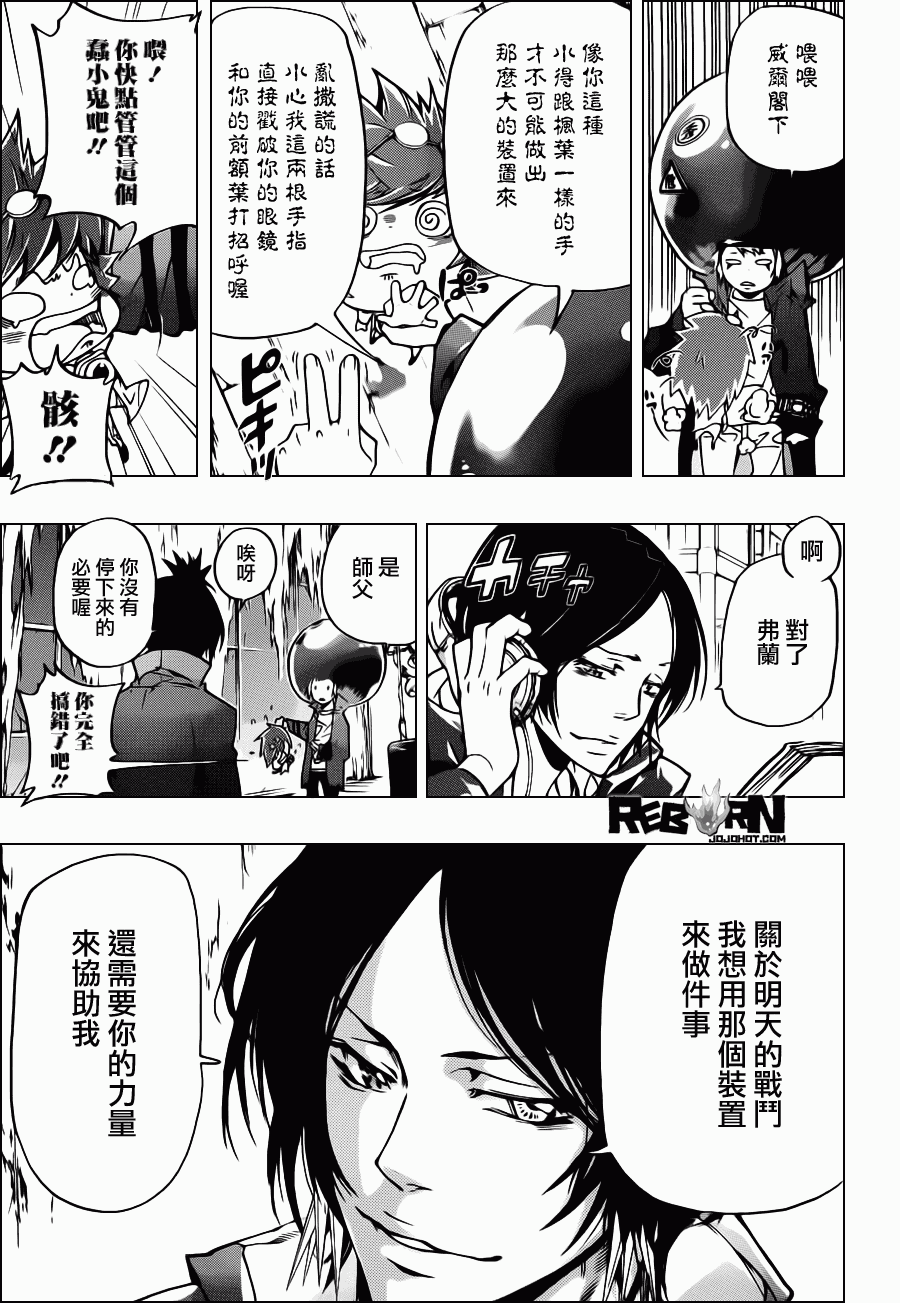 喂喂
威爾閣下
像你這種
小得跟楓葉一樣的手
才不可能做出
那麼大的裝置來
ぱっ
亂撒謊的話
小心我這兩根手指
直接戳破你的眼鏡
和你的前額葉打招呼喔
ピキ!!!
喂！
你快點管管這個
蠢小鬼吧!!
骸!!
啊
對了
弗蘭
カチャ
是
師父
唉呀
你沒有
停下來的
必要喔
你完全
搞錯了吧!!
REBORN
JOJOHOT.COM
關於明天的戰鬥
我想用那個裝置
來做件事
還需要你的力量
來協助我